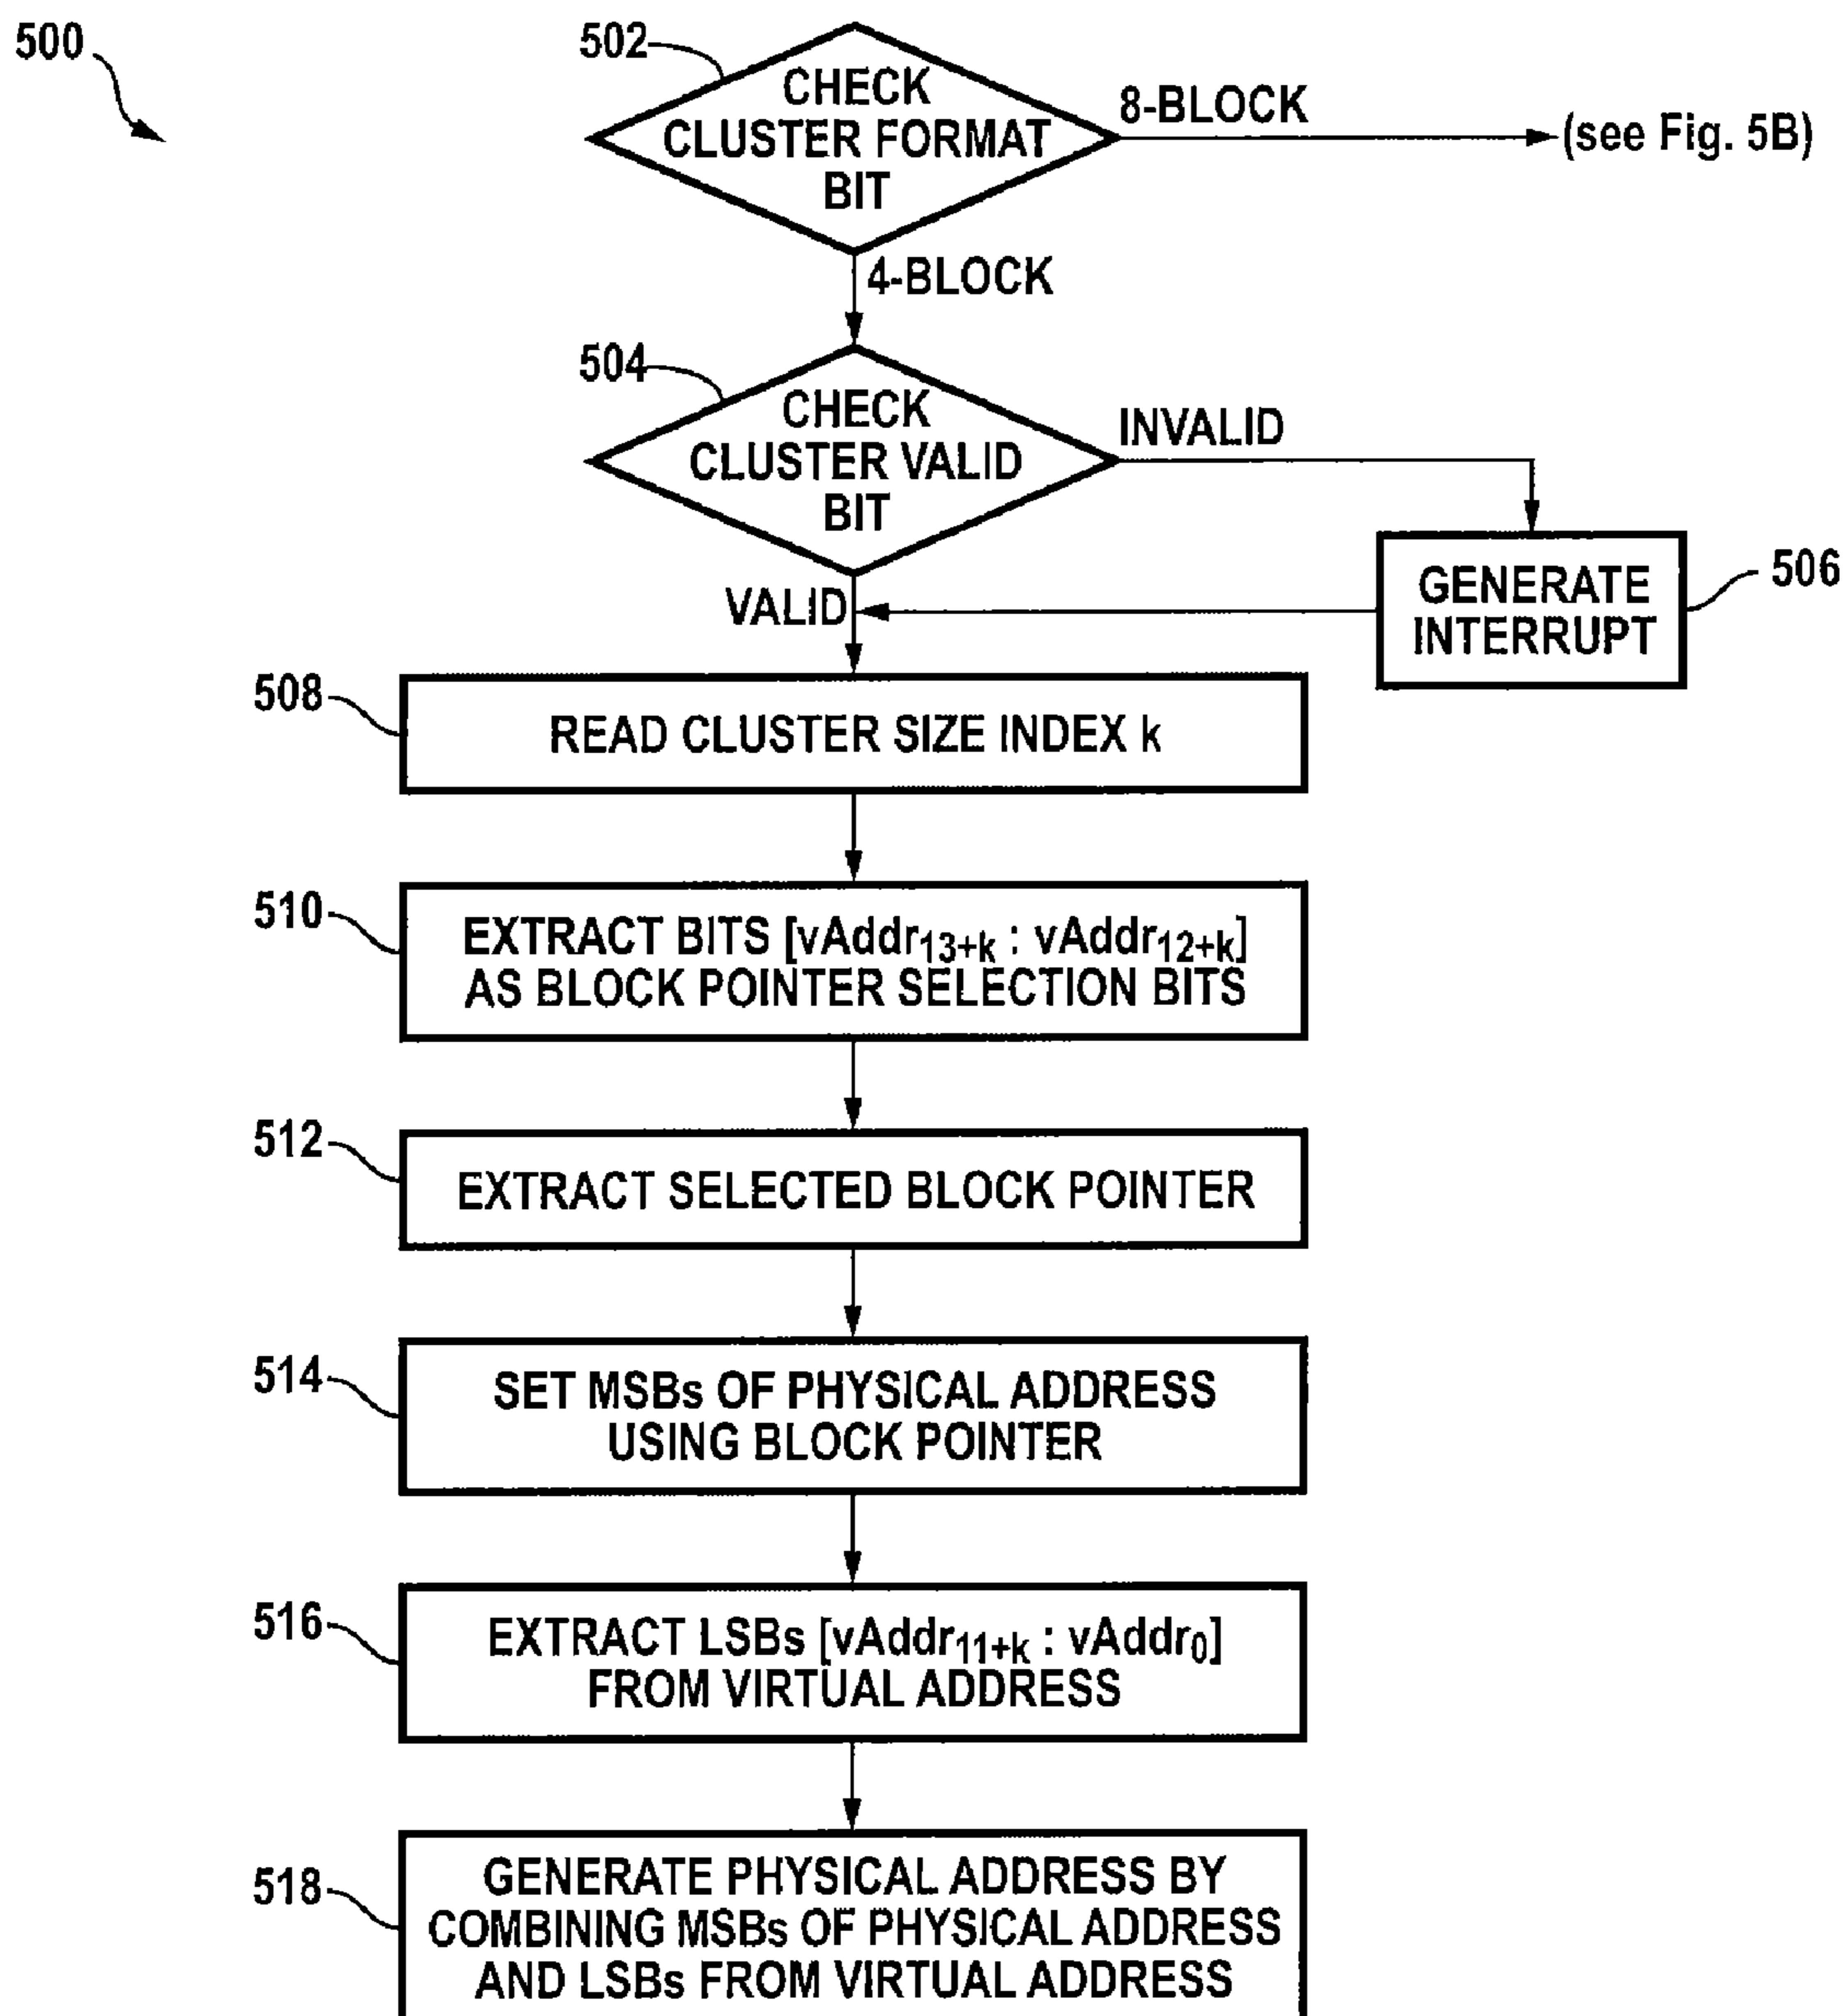 500
502
CHECK
CLUSTER FORMAT
BIT
8-BLOCK
(see Fig. 5B)
4-BLOCK
504
CHECK
CLUSTER VALID
BIT
INVALID
VALID
GENERATE
INTERRUPT
506
508
READ CLUSTER SIZE INDEX k
510
EXTRACT BITS [vAddr13+k : vAddr12+k]
AS BLOCK POINTER SELECTION BITS
512
EXTRACT SELECTED BLOCK POINTER
514
SET MSBs OF PHYSICAL ADDRESS
USING BLOCK POINTER
516
EXTRACT LSBs [vAddr11+k : vAddr0]
FROM VIRTUAL ADDRESS
518
GENERATE PHYSICAL ADDRESS BY
COMBINING MSBs OF PHYSICAL ADDRESS
AND LSBs FROM VIRTUAL ADDRESS